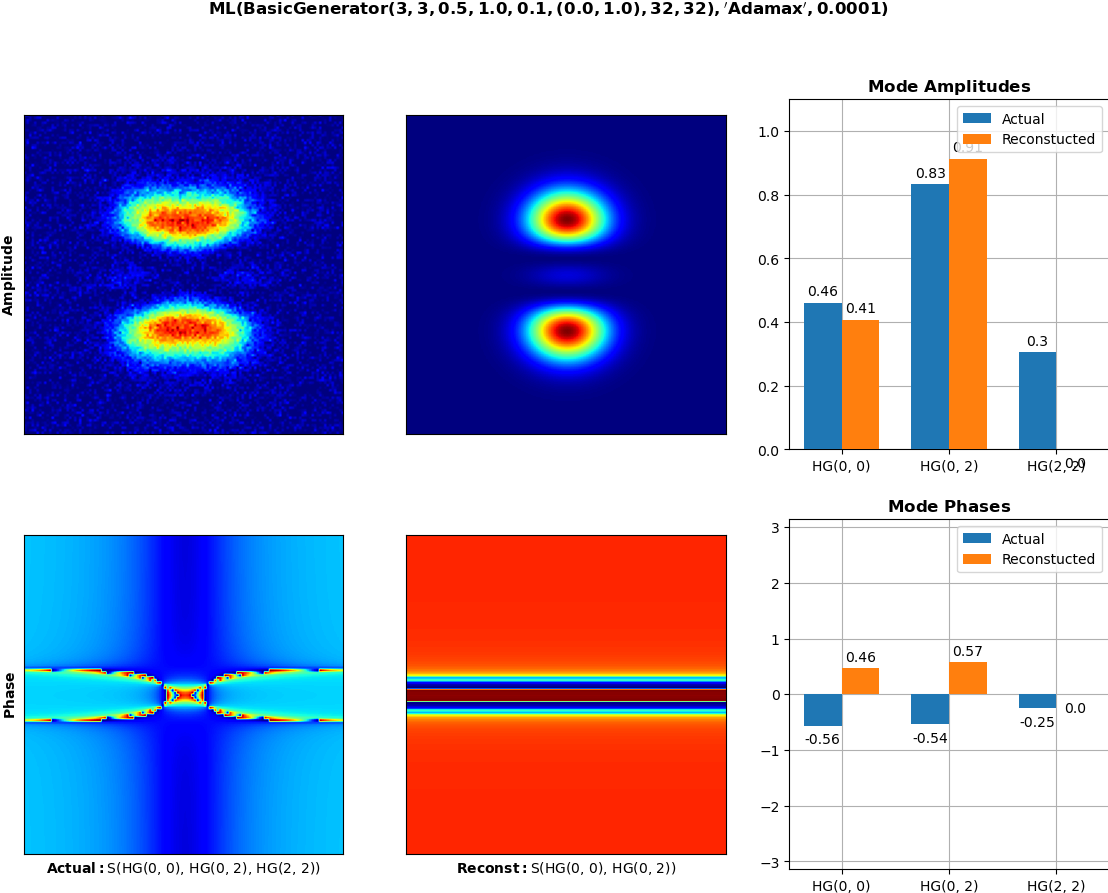 ML(BasicGenerator(3, 3, 0.5, 1.0, 0.1, (0.0, 1.0), 32, 32), ′Adamax′, 0.0001)
Amplitude
Mode Amplitudes
Actual
Reconstucted
1.0
0.8
0.6
0.4
0.2
0.0
0.46
0.41
0.83
0.91
0.3
0.0
HG(0, 0)
HG(0, 2)
HG(2, 2)
Phase
Actual: S(HG(0, 0), HG(0, 2), HG(2, 2))
Reconst: S(HG(0, 0), HG(0, 2))
Mode Phases
Actual
Reconstucted
3
2
1
0
−1
−2
−3
-0.56
0.46
-0.54
0.57
-0.25
0.0
HG(0, 0)
HG(0, 2)
HG(2, 2)